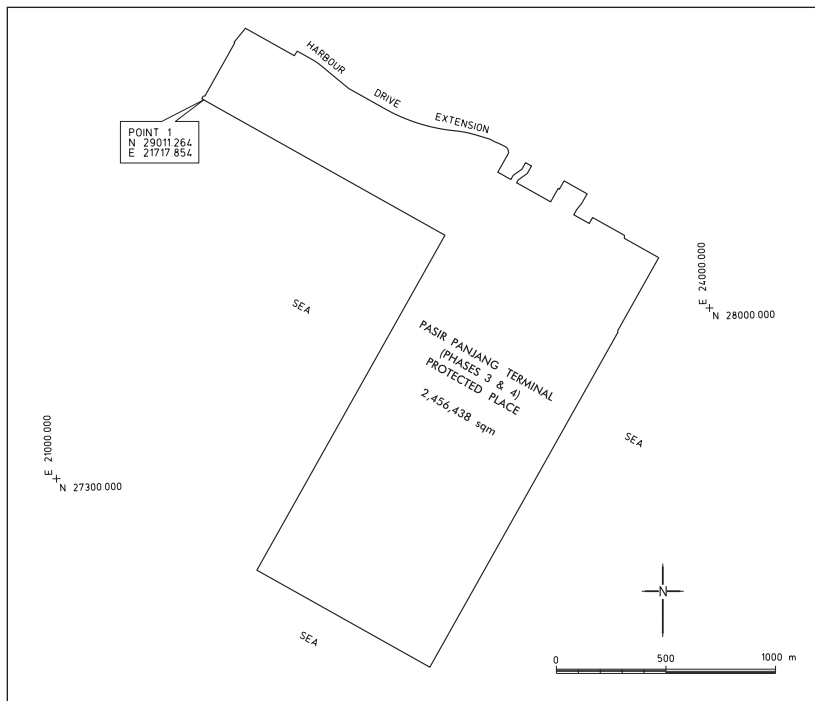 HARBOUR DRIVE EXTENSION
POINT 1
N 29011.264
E 21717.854
SEA
E 24000.000
N 28000.000
PASIR PANJANG TERMINAL
(PHASES 3 & 4)
PROTECTED PLACE
2,456,438 sqm
SEA
E 21000.000
N 27300.000
N
SEA
0 500 1000 m